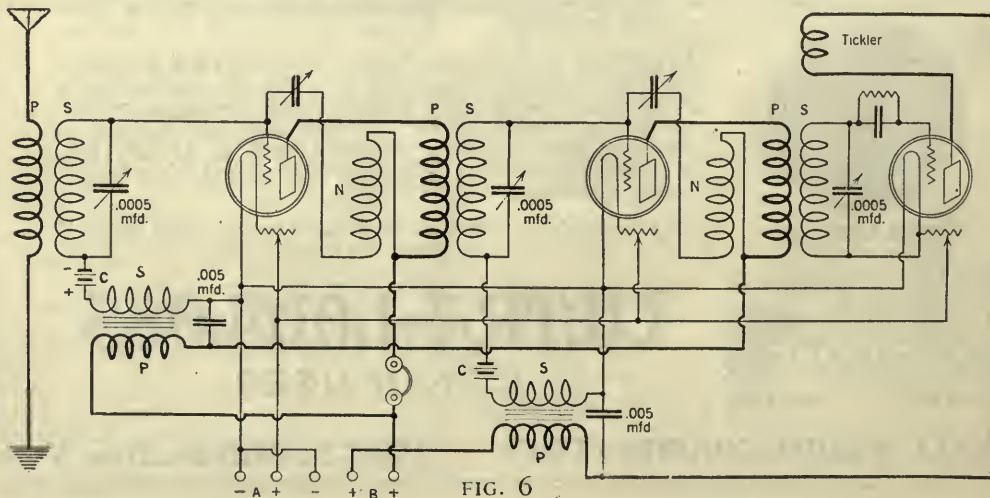 Tickler
P S
P S
P S
N
N
.0005
mfd.
.0005
mfd.
.0005
mfd.
-
C
+
S
.005
mfd.
P
C
S
.005
mfd
P
- A + - + B +
FIG. 6